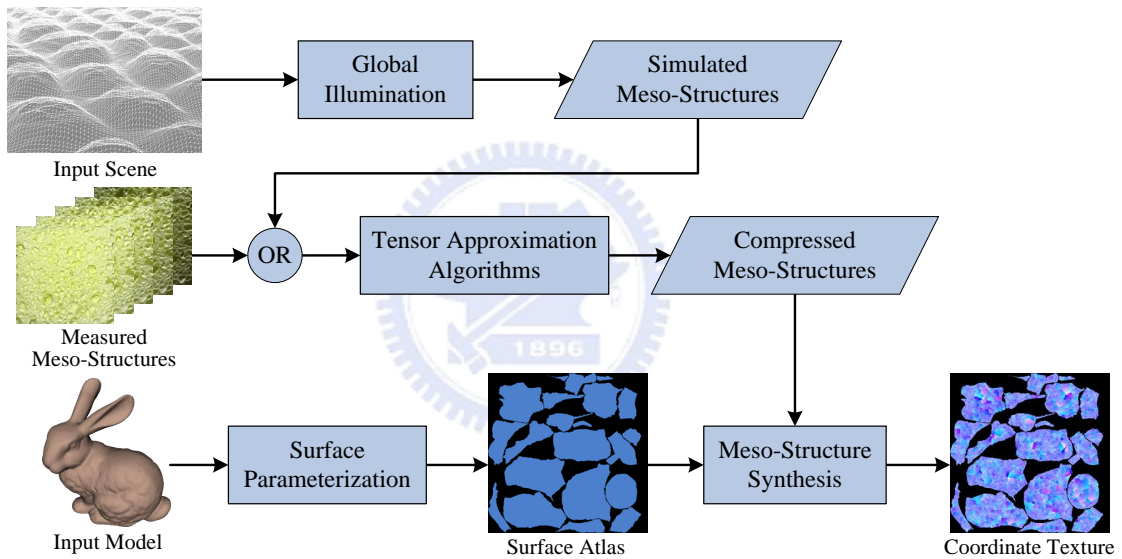 Global
Illumination
Simulated
Meso-Structures
Input Scene
OR
Tensor Approximation
Algorithms
Compressed
Meso-Structures
Measured
Meso-Structures
1896
Surface
Parameterization
Meso-Structure
Synthesis
Input Model
Surface Atlas
Coordinate Texture